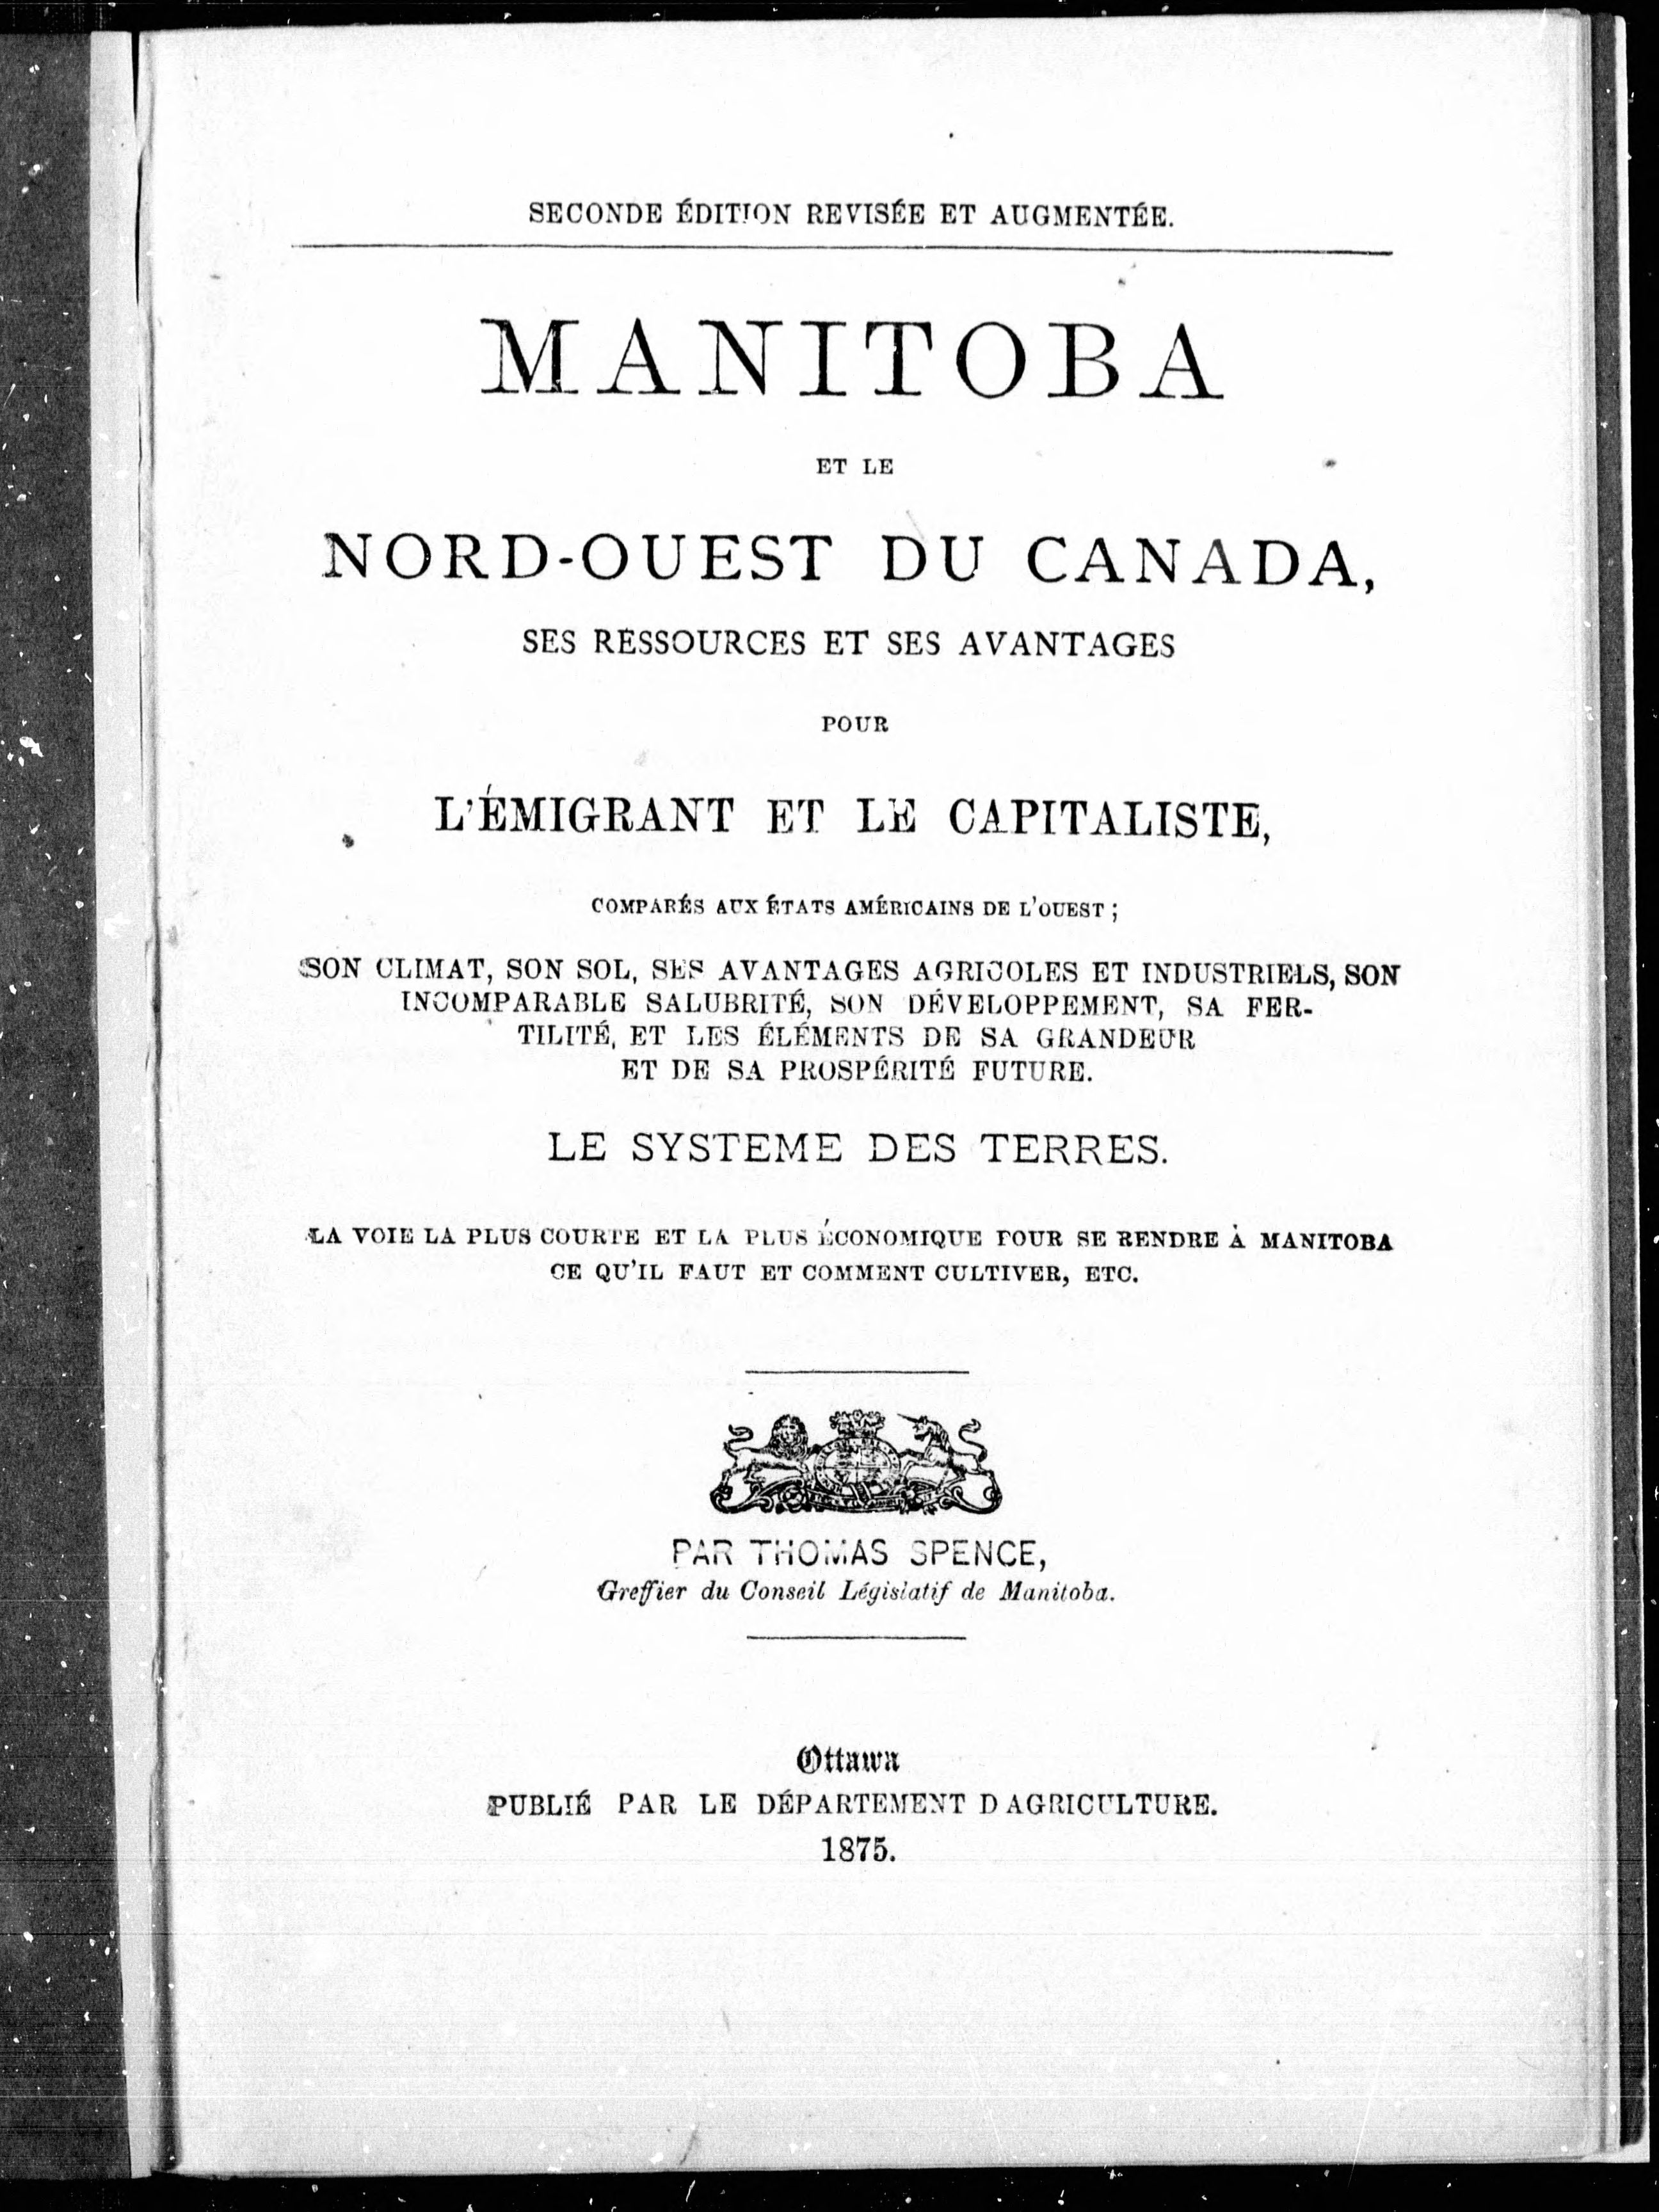 SECONDE ÉDITION REVISÉE ET AUGMENTÉE.
MANITOBA
ET LE
NORD-OUEST DU CANADA,
SES RESSOURCES ET SES AVANTAGES
POUR
L'ÉMIGRANT ET LE CAPITALISTE,
COMPARÉS AUX ÉTATS AMÉRICAINS DE L'OUEST ;
SON CLIMAT, SON SOL, SES AVANTAGES AGRICOLES ET INDUSTRIELS, SON
INCOMPARABLE SALUBRITÉ, SON DÉVELOPPEMENT, SA FER-
TILITÉ, ET LES ÉLÉMENTS DE SA GRANDEUR
ET DE SA PROSPÉRITÉ FUTURE.
LE SYSTEME DES TERRES.
LA VOIE LA PLUS COURTE ET LA PLUS ÉCONOMIQUE POUR SE RENDRE À MANITOBA
CE QU'IL FAUT ET COMMENT CULTIVER, ETC.
PAR THOMAS SPENCE,
Greffier du Conseil Législatif de Manitoba.
Ottawa
PUBLIÉ PAR LE DÉPARTEMENT D AGRICULTURE.
1875.